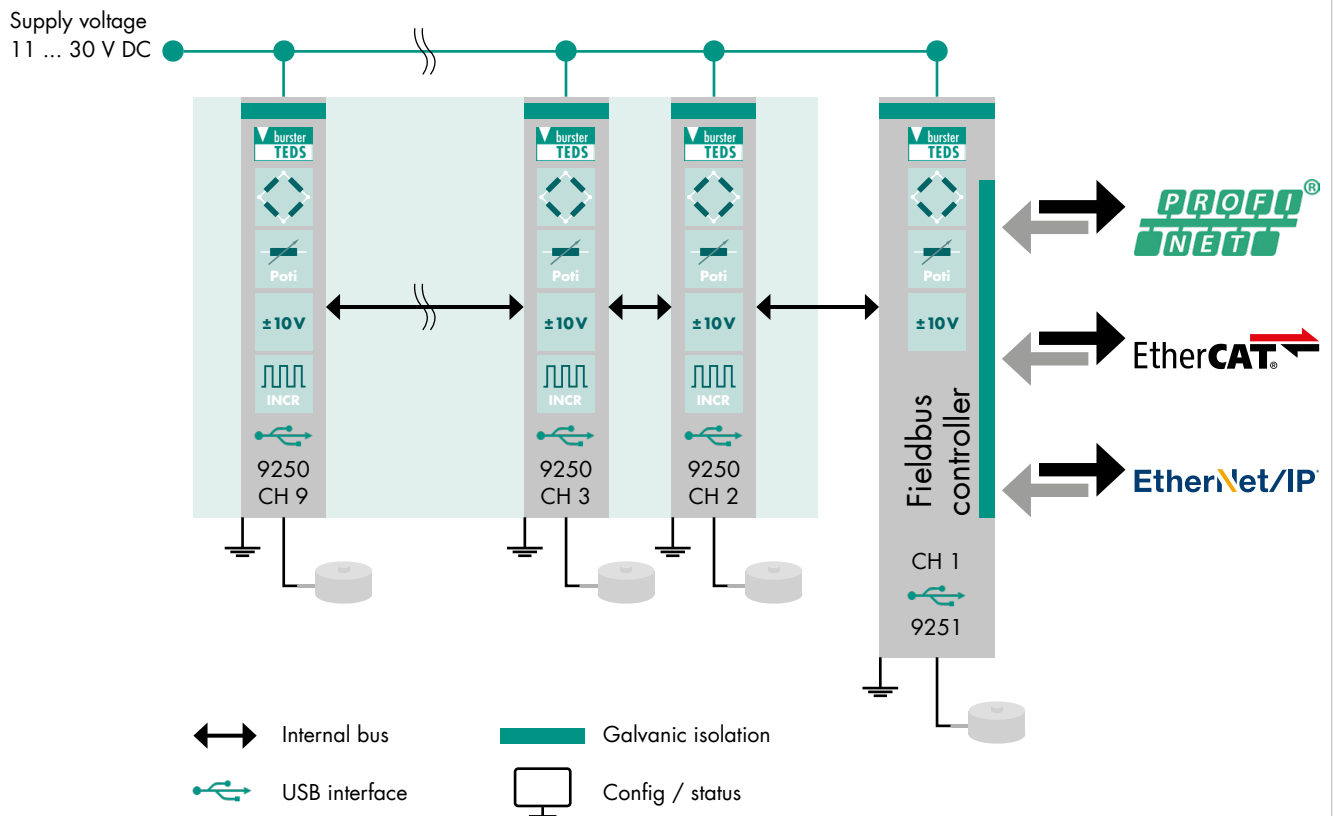 Supply voltage
11 ... 30 V DC
burster
TEDS
Poti
±10V
INCR
9250
CH 9
burster
TEDS
Poti
±10V
INCR
9250
CH 3
burster
TEDS
Poti
±10V
INCR
9250
CH 2
burster
TEDS
Poti
±10V
Fieldbus
controller
CH 1
9251
PROFI®
NET
EtherCAT®
EtherNet/IP
Internal bus
Galvanic isolation
USB interface
Config / status